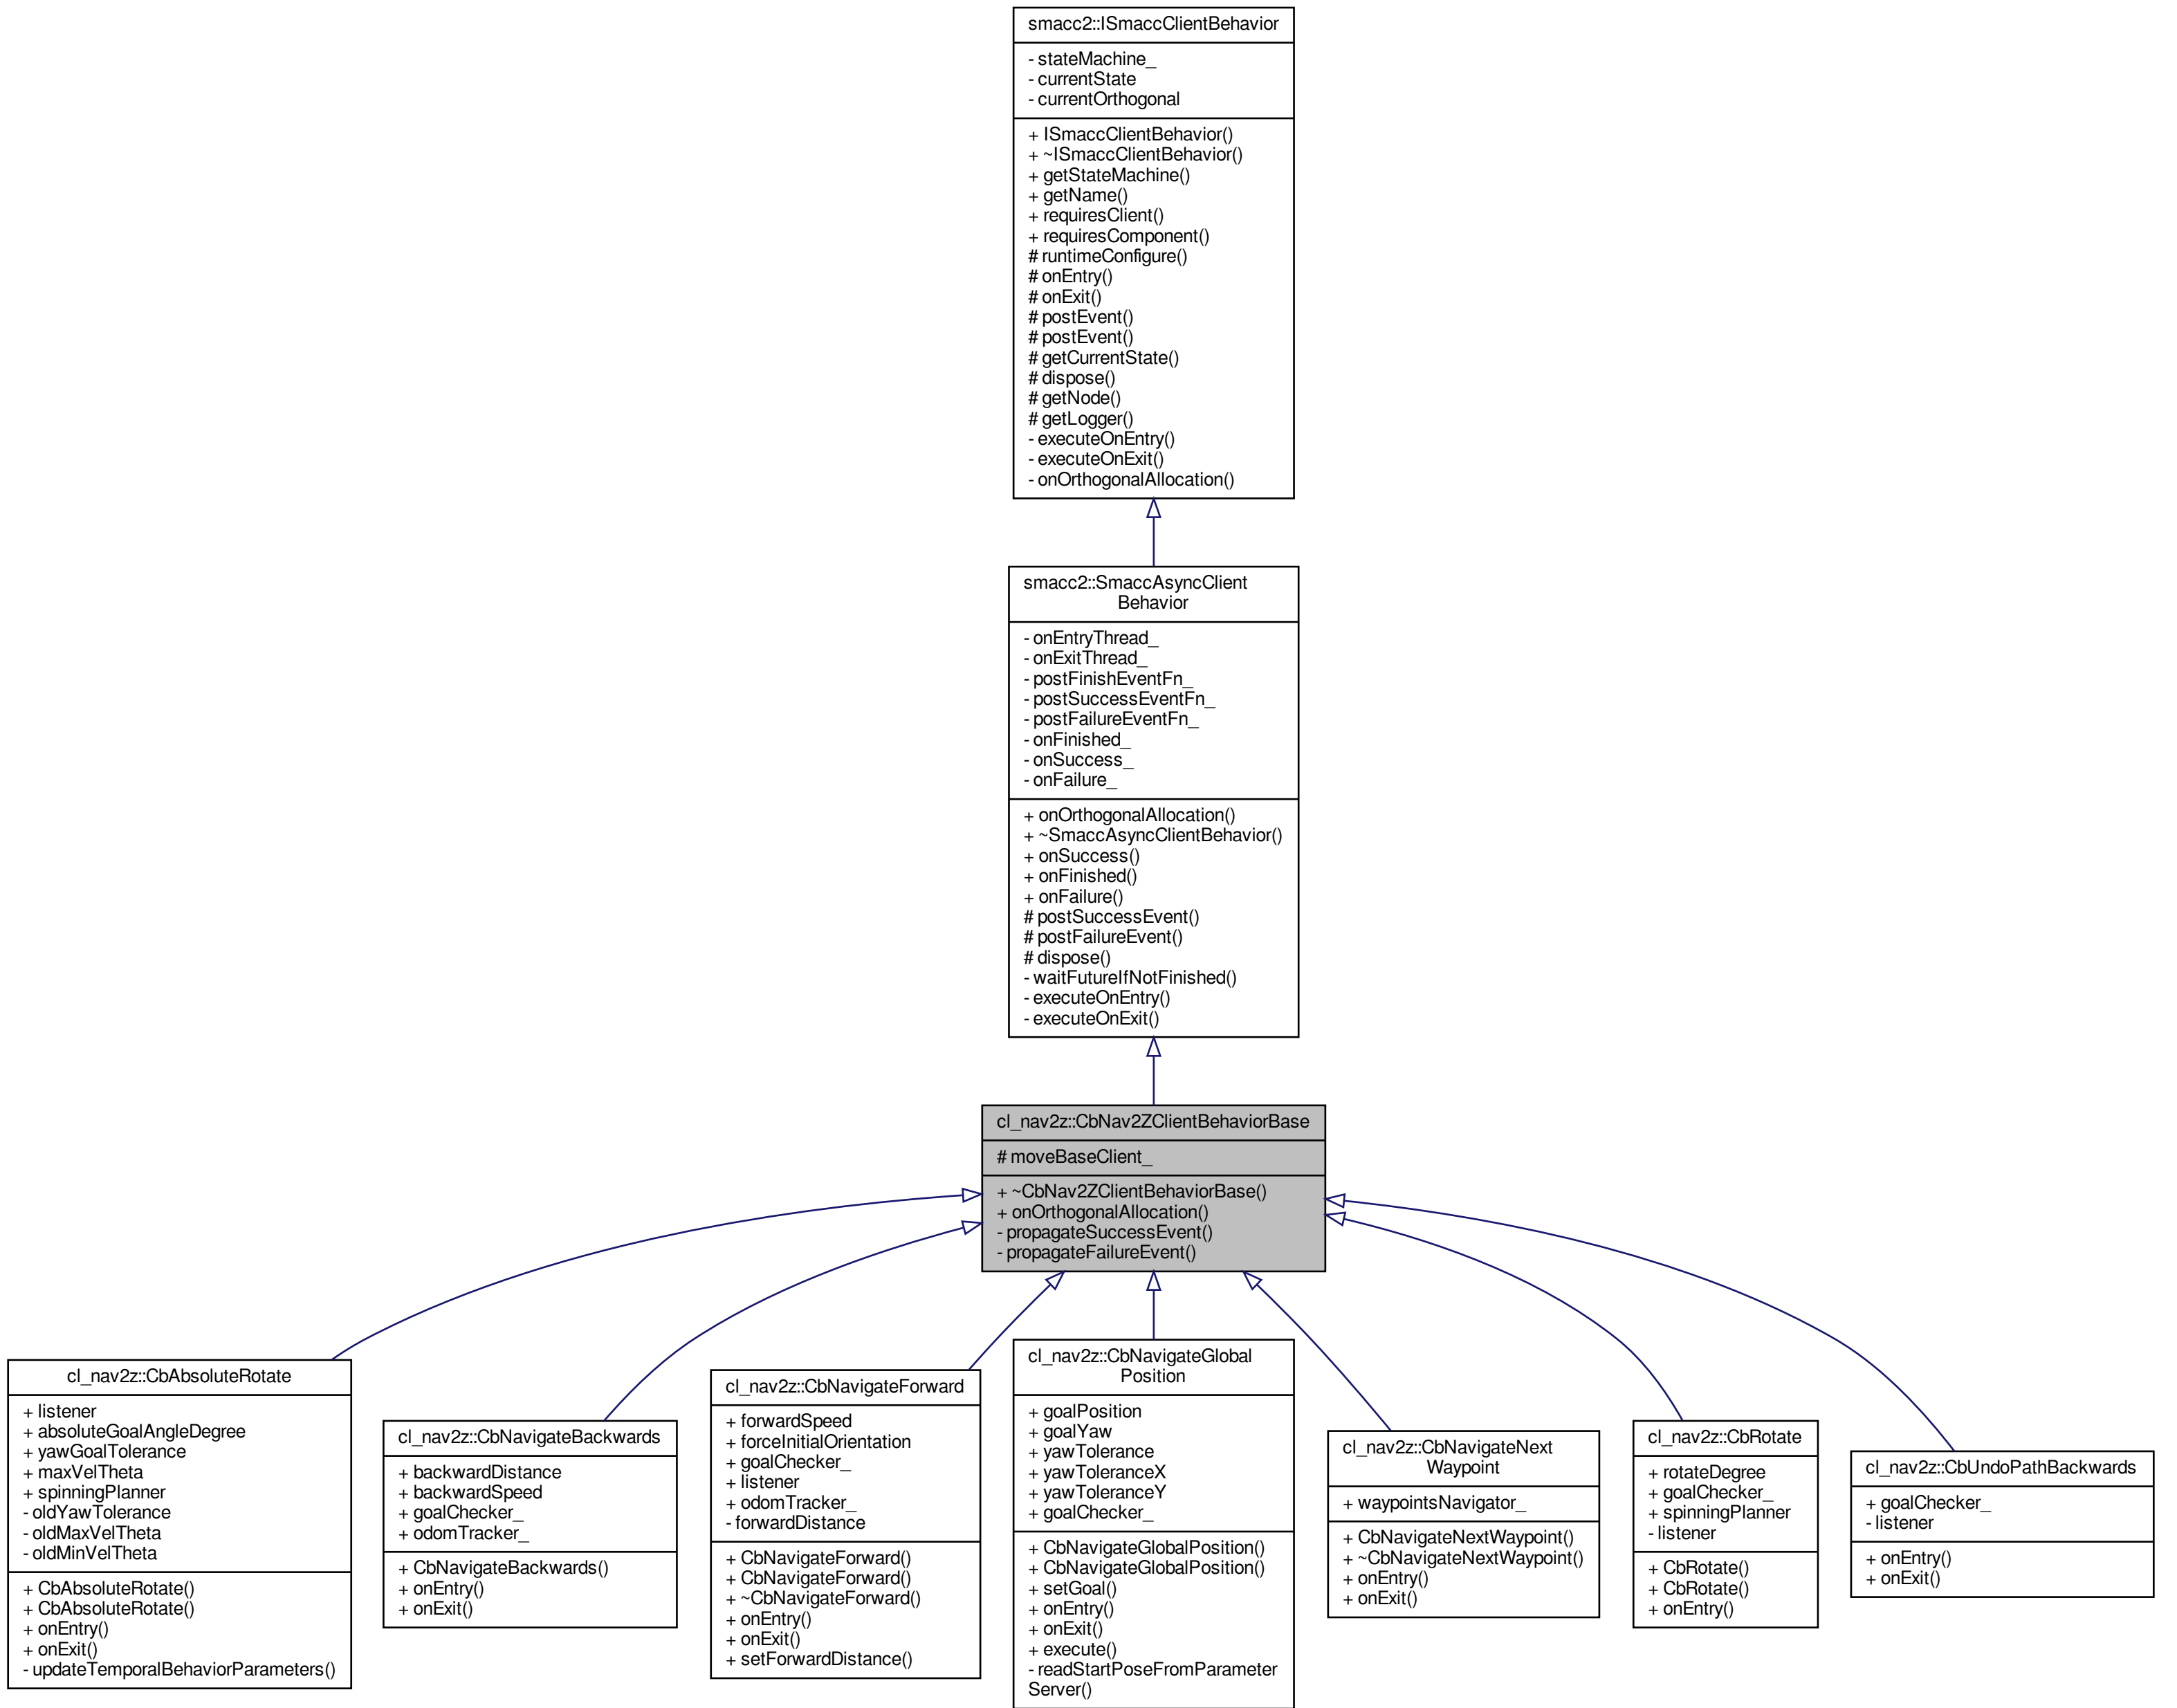 smacc2::ISmaccClientBehavior
- stateMachine_
- currentState
- currentOrthogonal
+ ISmaccClientBehavior()
+ ~ISmaccClientBehavior()
+ getStateMachine()
+ getName()
+ requiresClient()
+ requiresComponent()
# runtimeConfigure()
# onEntry()
# onExit()
# postEvent()
# postEvent()
# getCurrentState()
# dispose()
# getNode()
# getLogger()
- executeOnEntry()
- executeOnExit()
- onOrthogonalAllocation()
smacc2::SmaccAsyncClient
Behavior
- onEntryThread_
- onExitThread_
- postFinishEventFn_
- postSuccessEventFn_
- postFailureEventFn_
- onFinished_
- onSuccess_
- onFailure_
+ onOrthogonalAllocation()
+ ~SmaccAsyncClientBehavior()
+ onSuccess()
+ onFinished()
+ onFailure()
# postSuccessEvent()
# postFailureEvent()
# dispose()
- waitFutureIfNotFinished()
- executeOnEntry()
- executeOnExit()
cl_nav2z::CbNav2ZClientBehaviorBase
# moveBaseClient_
+ ~CbNav2ZClientBehaviorBase()
+ onOrthogonalAllocation()
- propagateSuccessEvent()
- propagateFailureEvent()
cl_nav2z::CbAbsoluteRotate
+ listener
+ absoluteGoalAngleDegree
+ yawGoalTolerance
+ maxVelTheta
+ spinningPlanner
- oldYawTolerance
- oldMaxVelTheta
- oldMinVelTheta
+ CbAbsoluteRotate()
+ CbAbsoluteRotate()
+ onEntry()
+ onExit()
- updateTemporalBehaviorParameters()
cl_nav2z::CbNavigateBackwards
+ backwardDistance
+ backwardSpeed
+ goalChecker_
+ odomTracker_
+ CbNavigateBackwards()
+ onEntry()
+ onExit()
cl_nav2z::CbNavigateForward
+ forwardSpeed
+ forceInitialOrientation
+ goalChecker_
+ listener
+ odomTracker_
- forwardDistance
+ CbNavigateForward()
+ CbNavigateForward()
+ ~CbNavigateForward()
+ onEntry()
+ onExit()
+ setForwardDistance()
cl_nav2z::CbNavigateGlobal
Position
+ goalPosition
+ goalYaw
+ yawTolerance
+ yawToleranceX
+ yawToleranceY
+ goalChecker_
+ CbNavigateGlobalPosition()
+ CbNavigateGlobalPosition()
+ setGoal()
+ onEntry()
+ onExit()
+ execute()
- readStartPoseFromParameter
Server()
cl_nav2z::CbNavigateNext
Waypoint
+ waypointsNavigator_
+ CbNavigateNextWaypoint()
+ ~CbNavigateNextWaypoint()
+ onEntry()
+ onExit()
cl_nav2z::CbRotate
+ rotateDegree
+ goalChecker_
+ spinningPlanner
- listener
+ CbRotate()
+ CbRotate()
+ onEntry()
cl_nav2z::CbUndoPathBackwards
+ goalChecker_
- listener
+ onEntry()
+ onExit()